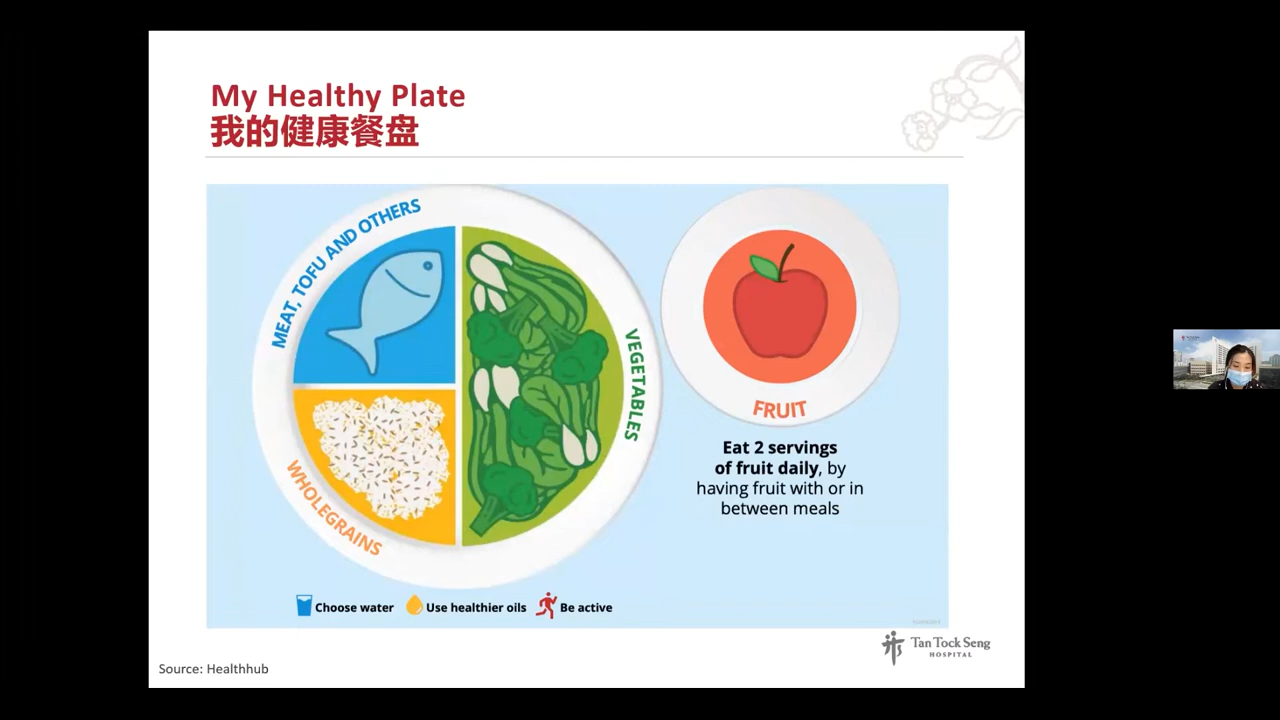 My Healthy Plate
我的健康餐盘
MEAT, TOFU AND OTHERS
VEGETABLES
WHOLEGRAINS
FRUIT
Eat 2 servings
of fruit daily, by
having fruit with or in
between meals
Choose water
Use healthier oils
Be active
Tan Tock Seng
HOSPITAL
Source: Healthhub